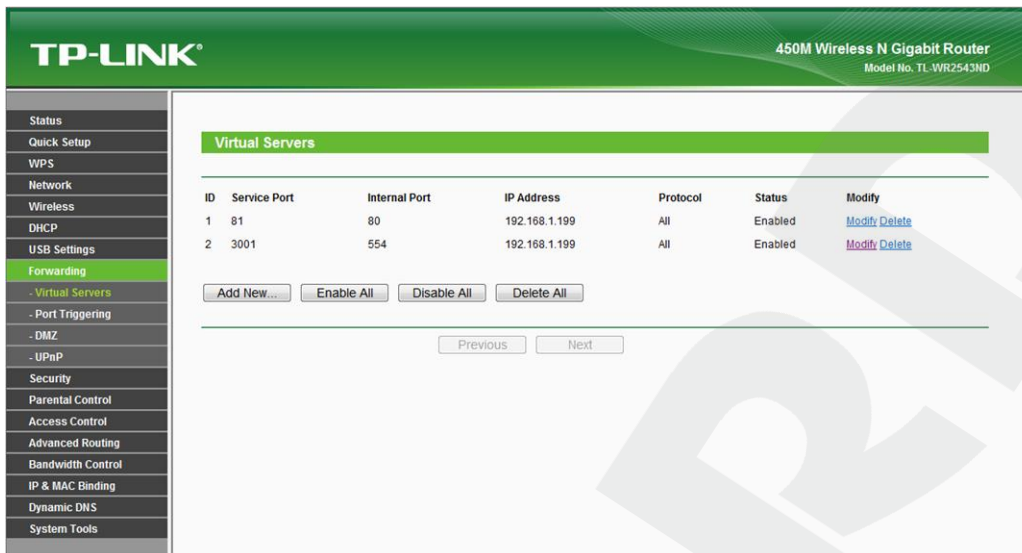 TP-LINK®
450M Wireless N Gigabit Router
Model No. TL-WR2543ND
Status
Quick Setup
WPS
Network
Wireless
DHCP
USB Settings
Forwarding
- Virtual Servers
- Port Triggering
- DMZ
- UPnP
Security
Parental Control
Access Control
Advanced Routing
Bandwidth Control
IP & MAC Binding
Dynamic DNS
System Tools
Virtual Servers
ID Service Port Internal Port IP Address Protocol Status Modify
1 81 80 192.168.1.199 All Enabled Modify Delete
2 3001 554 192.168.1.199 All Enabled Modify Delete
Add New... Enable All Disable All Delete All
Previous Next